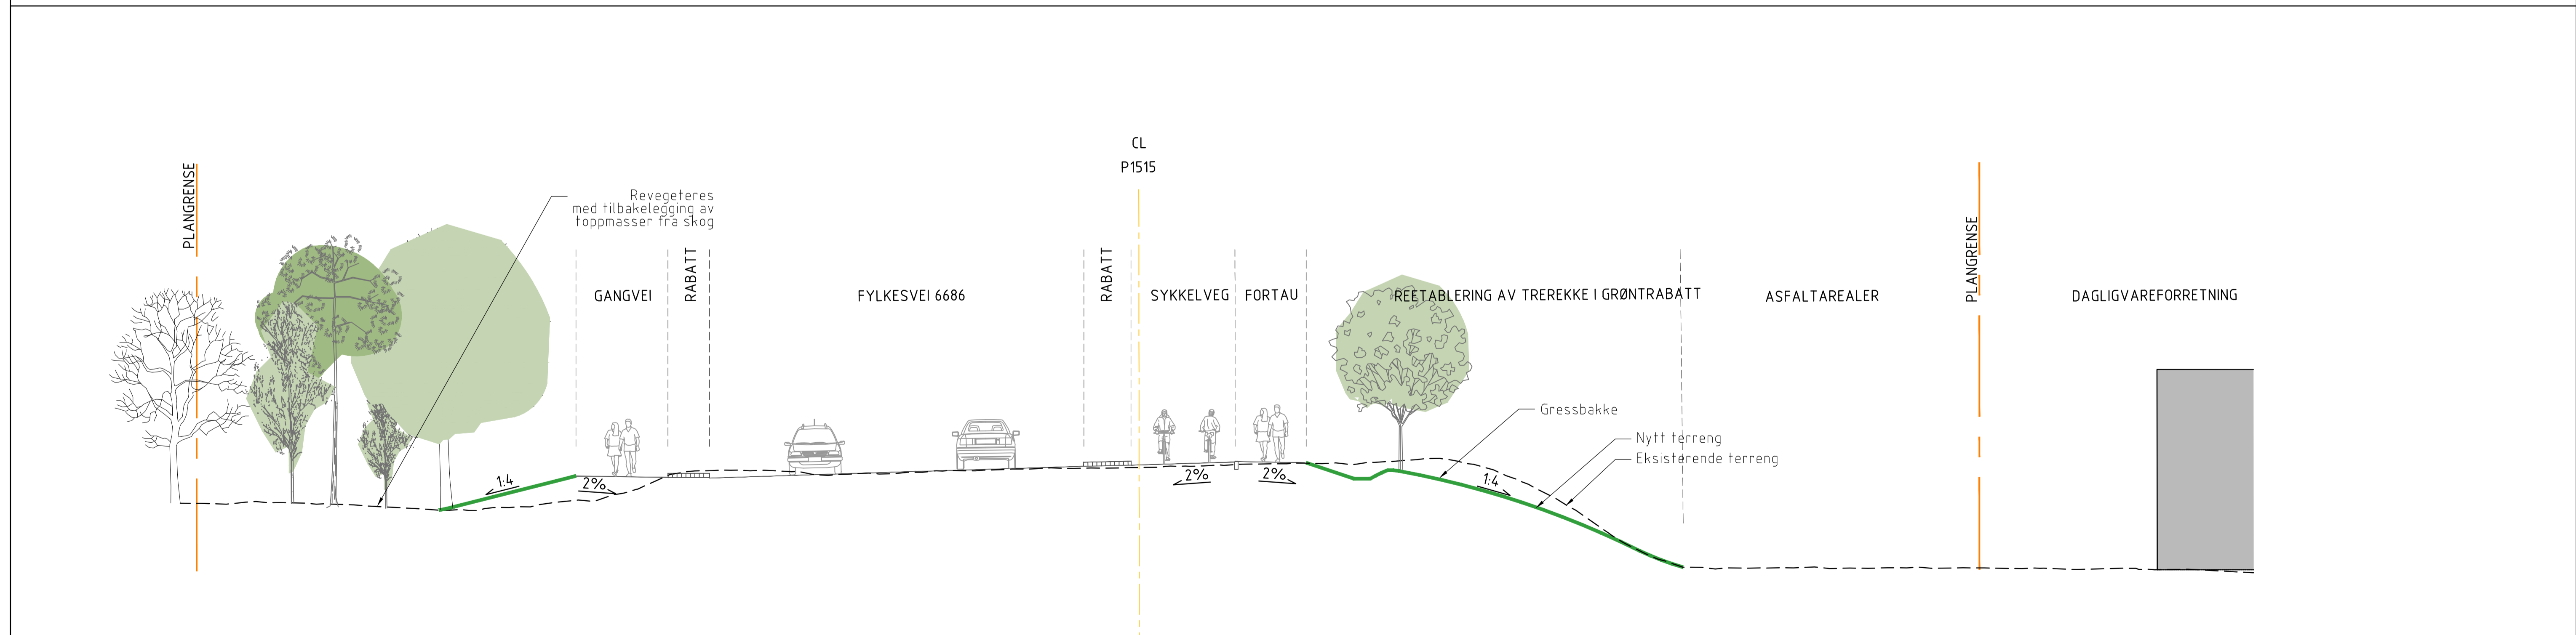 CL
P1515
PLANGRENSE
Revegeteres
med tilbakelegging av
toppmasser fra skog
PLANGRENSE
GANGVEI
RABATT
FYLKESVEI 6686
RABATT
SYKKELVEG
FORTAU
REETABLERING AV TREREKKE I GRØNTRABATT
ASFALTAREALER
DAGLIGVAREFORRETNING
Gressbakke
Nytt terreng
Eksisterende terreng
1:4
2%
2%
2%
1:4